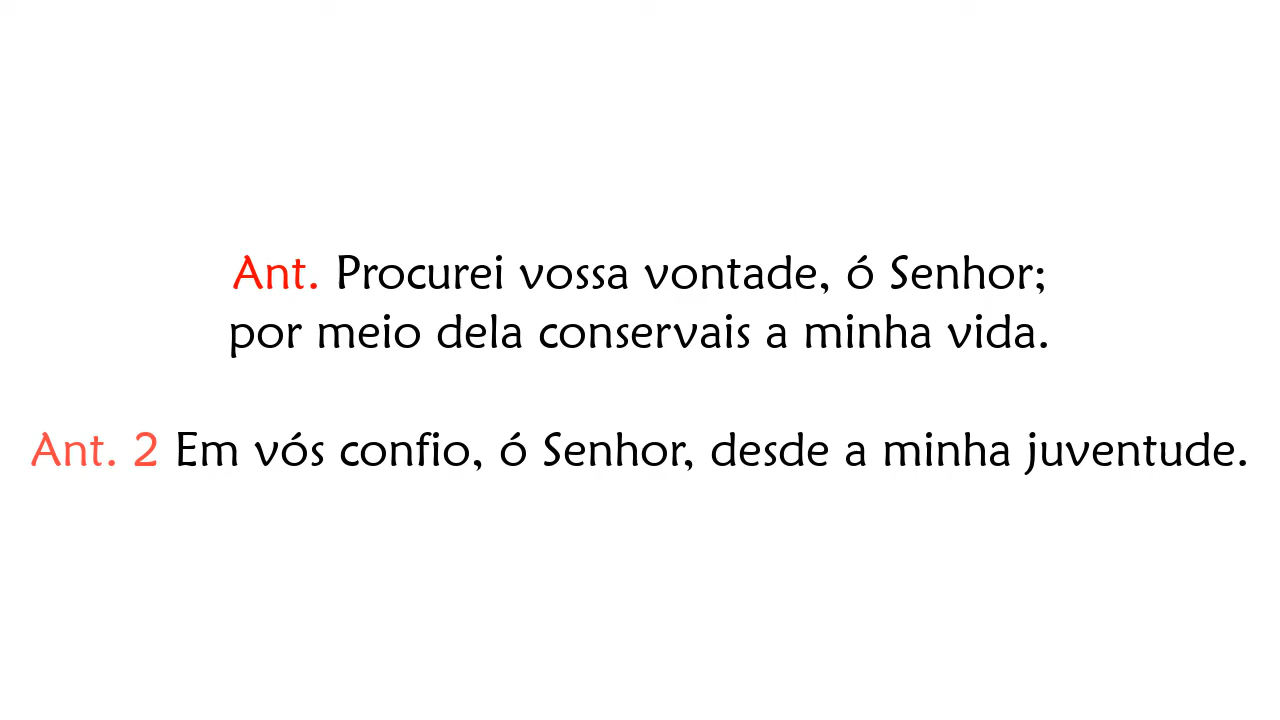 Ant. Procurei vossa vontade, ó Senhor;
por meio dela conservais a minha vida.
Ant. 2 Em vós confio, ó Senhor, desde a minha juventude.